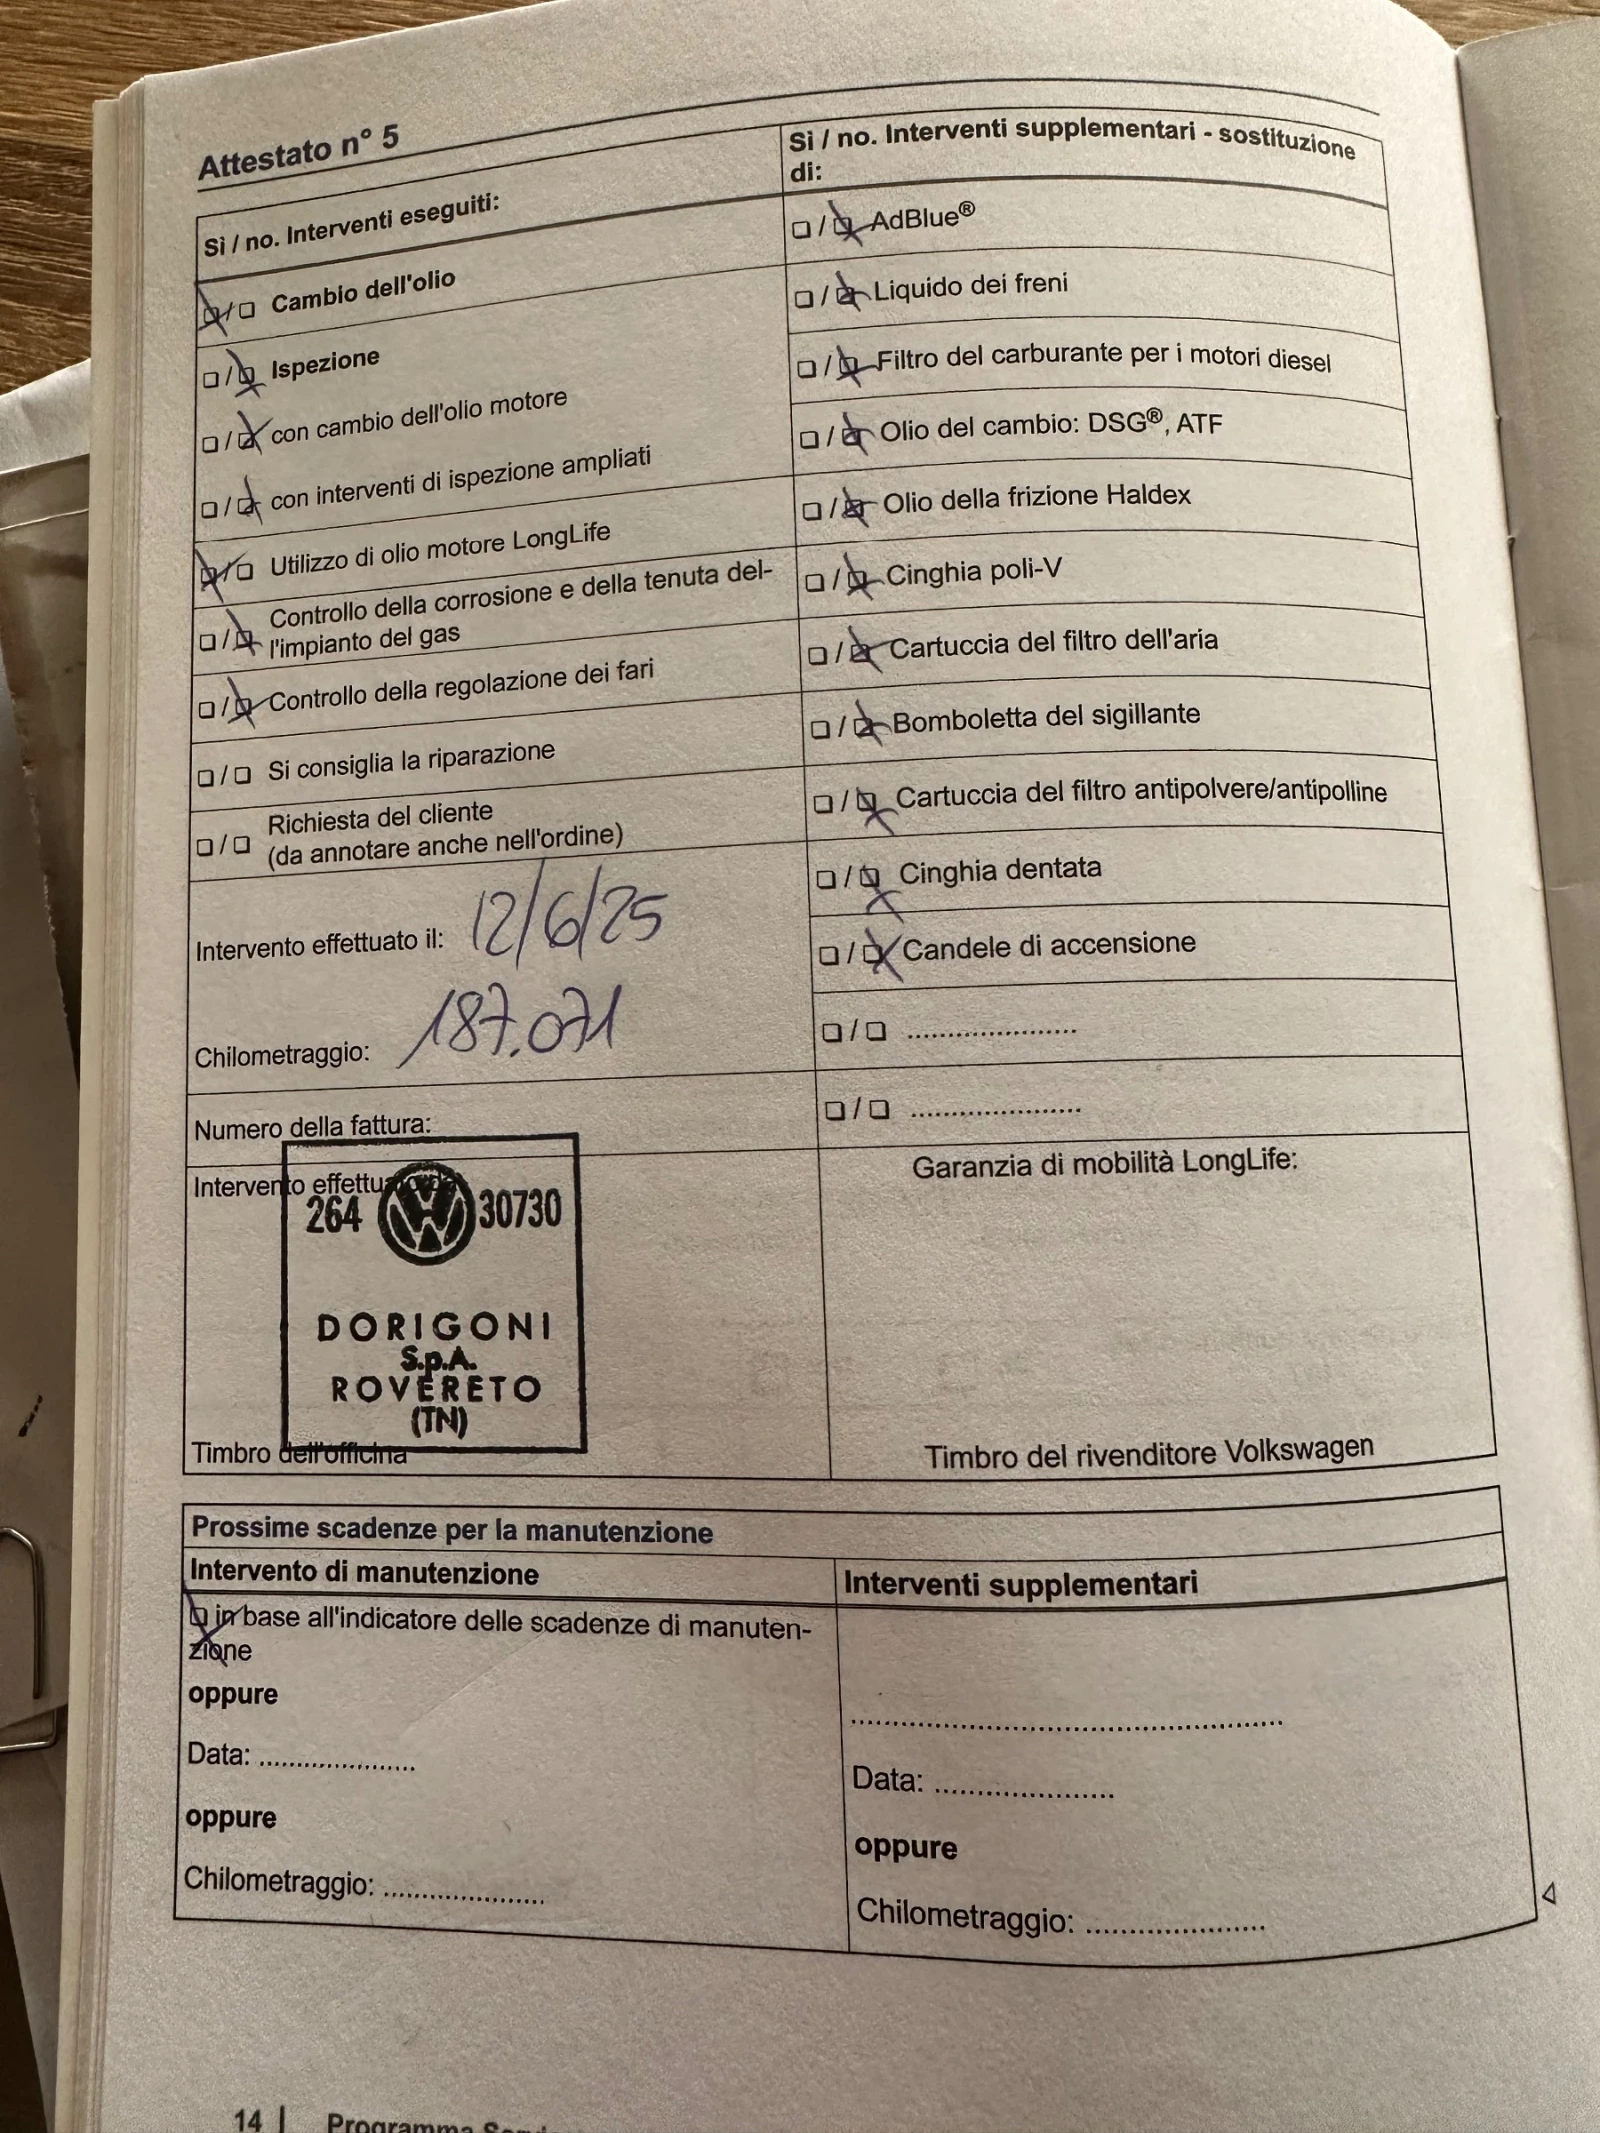 Attestato n° 5
Sì / no. Interventi eseguiti:
☒ / ☐ Cambio dell'olio
☐ / ☒ Ispezione
☐ / ☒ con cambio dell'olio motore
☐ / ☒ con interventi di ispezione ampliati
☒ / ☐ Utilizzo di olio motore LongLife
☐ / ☒ Controllo della corrosione e della tenuta del-
l'impianto del gas
☐ / ☒ Controllo della regolazione dei fari
☐ / ☐ Si consiglia la riparazione
☐ / ☐ Richiesta del cliente
(da annotare anche nell'ordine)
Intervento effettuato il: 12/6/25
Chilometraggio: 187.071
Numero della fattura:
Intervento effettuato da
264 30730
DORIGONI
S.p.A.
ROVERETO
(TN)
Timbro dell'officina
Sì / no. Interventi supplementari - sostituzione
di:
☐ / ☒ AdBlue®
☐ / ☒ Liquido dei freni
☐ / ☒ Filtro del carburante per i motori diesel
☐ / ☒ Olio del cambio: DSG®, ATF
☐ / ☒ Olio della frizione Haldex
☐ / ☒ Cinghia poli-V
☐ / ☒ Cartuccia del filtro dell'aria
☐ / ☒ Bomboletta del sigillante
☐ / ☒ Cartuccia del filtro antipolvere/antipolline
☐ / ☒ Cinghia dentata
☐ / ☒ Candele di accensione
☐ / ☐ .....................
☐ / ☐ .....................
Garanzia di mobilità LongLife:
Timbro del rivenditore Volkswagen
Prossime scadenze per la manutenzione
Intervento di manutenzione
☒ in base all'indicatore delle scadenze di manuten-
zione
oppure
Data: .....................
oppure
Chilometraggio: .....................
Interventi supplementari
.....................................................
Data: .....................
oppure
Chilometraggio: .....................
14 | Programma